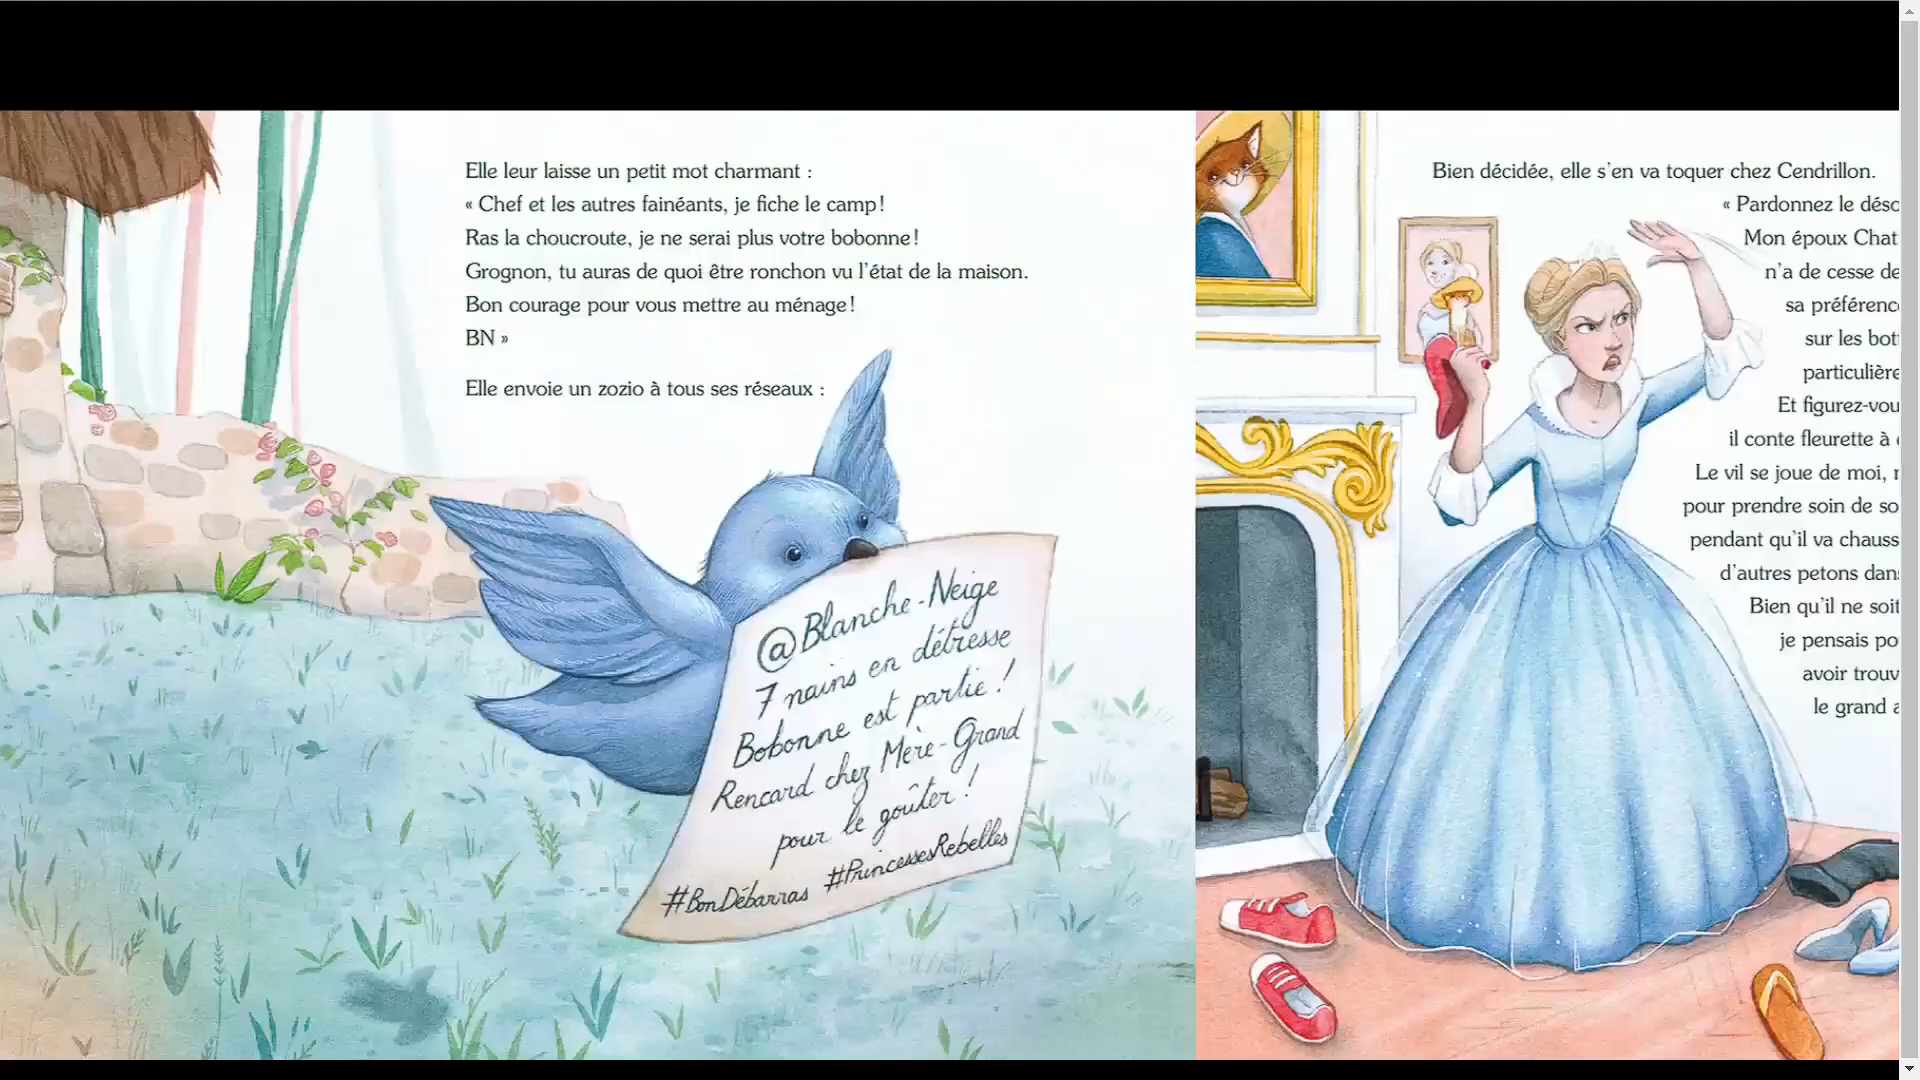 Elle leur laisse un petit mot charmant :
« Chef et les autres fainéants, je fiche le camp !
Ras la choucroute, je ne serai plus votre bobonne !
Grognon, tu auras de quoi être ronchon vu l'état de la maison.
Bon courage pour vous mettre au ménage !
BN »
Elle envoie un zozio à tous ses réseaux :
@Blanche-Neige
7 nains en détresse
Bobonne est partie !
Rencard chez Mère-Grand
pour le goûter !
#BonDébarras #PrincessesRebelles
Bien décidée, elle s'en va toquer chez Cendrillon.
« Pardonnez le
Mon époux Chat
n'a de cesse de
sa
sur les
Et
il conte fleurette à
Le vil se joue de moi,
pour prendre soin de
pendant qu'il va
d'autres petons
Bien qu'il ne
je pensais
avoir
le grand